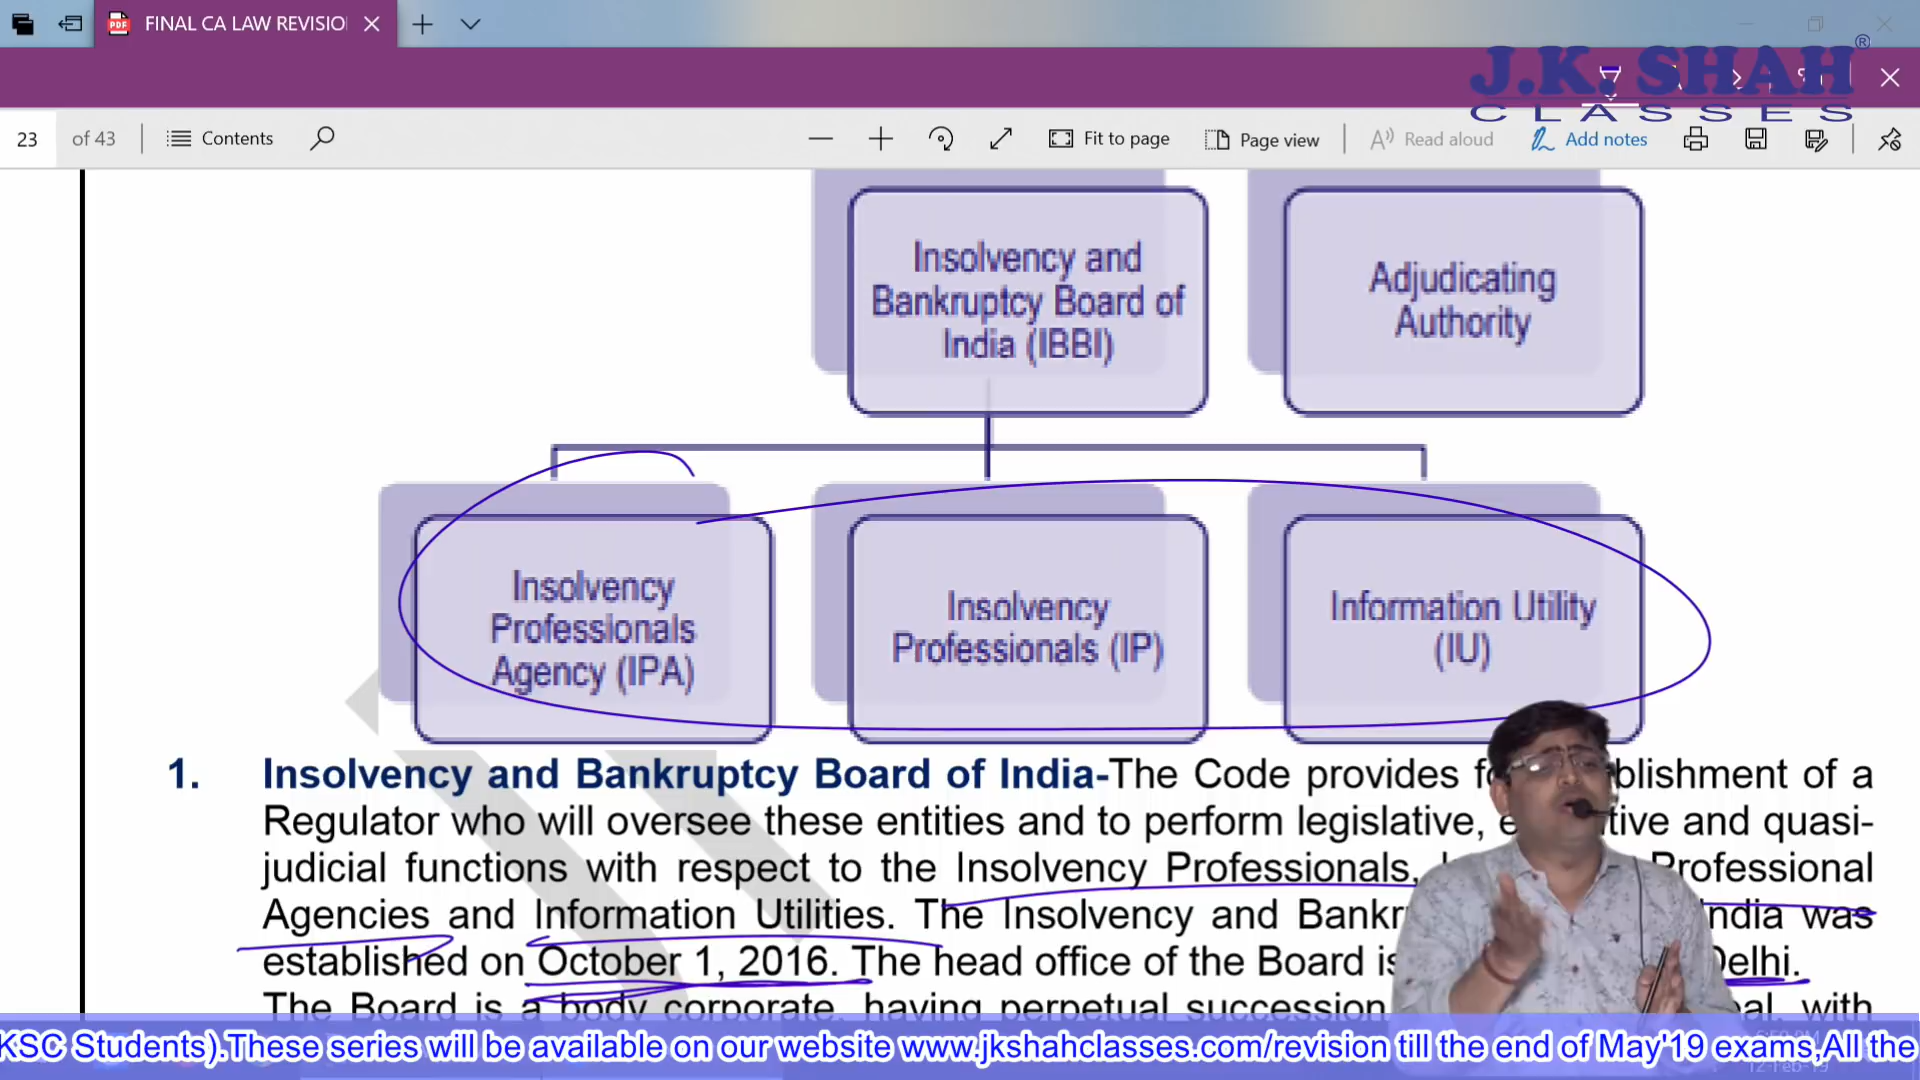 FINAL CA LAW REVISIO
J.K. SHAH®
CLASSES
23 of 43 Contents Fit to page Page view Read aloud Add notes
Insolvency and
Bankruptcy Board of
India (IBBI)
Adjudicating
Authority
Insolvency
Professionals
Agency (IPA)
Insolvency
Professionals (IP)
Information Utility
(IU)
1. Insolvency and Bankruptcy Board of India-The Code provides blishment of a
Regulator who will oversee these entities and to perform legislative, tive and quasi-
judicial functions with respect to the Insolvency Professionals, Professional
Agencies and Information Utilities. The Insolvency and Bankr India was
established on October 1, 2016. The head office of the Board is Delhi.
The Board is a body corporate, having perpetual succession with
KSC Students).These series will be available on our website www.jkshahclasses.com/revision till the end of May'19 exams,All the
12-Feb-19